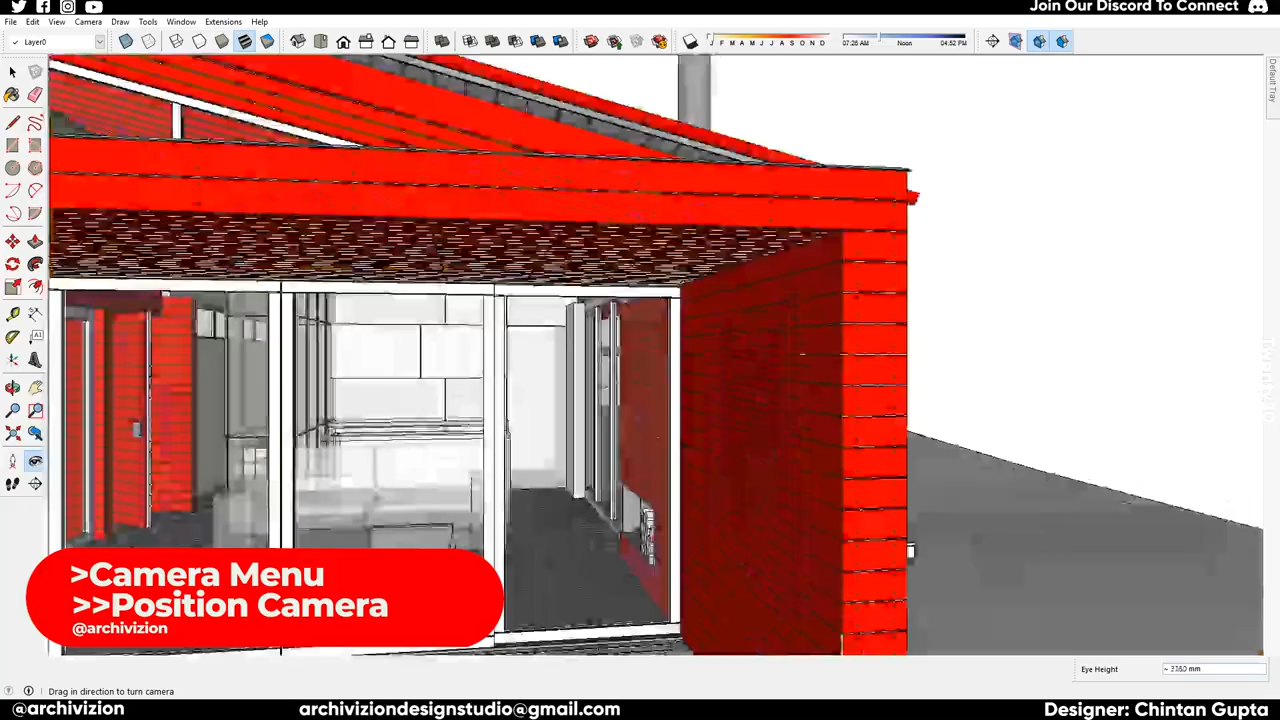 Join Our Discord To Connect
File Edit View Camera Draw Tools Window Extensions Help
Layer0
J F M A M J J A S O N D
07:26 AM Noon 04:52 PM
Default Tray
>Camera Menu
>>Position Camera
@archivizion
Eye Height
Drag in direction to turn camera
@archivizion archiviziondesignstudio@gmail.com Designer: Chintan Gupta